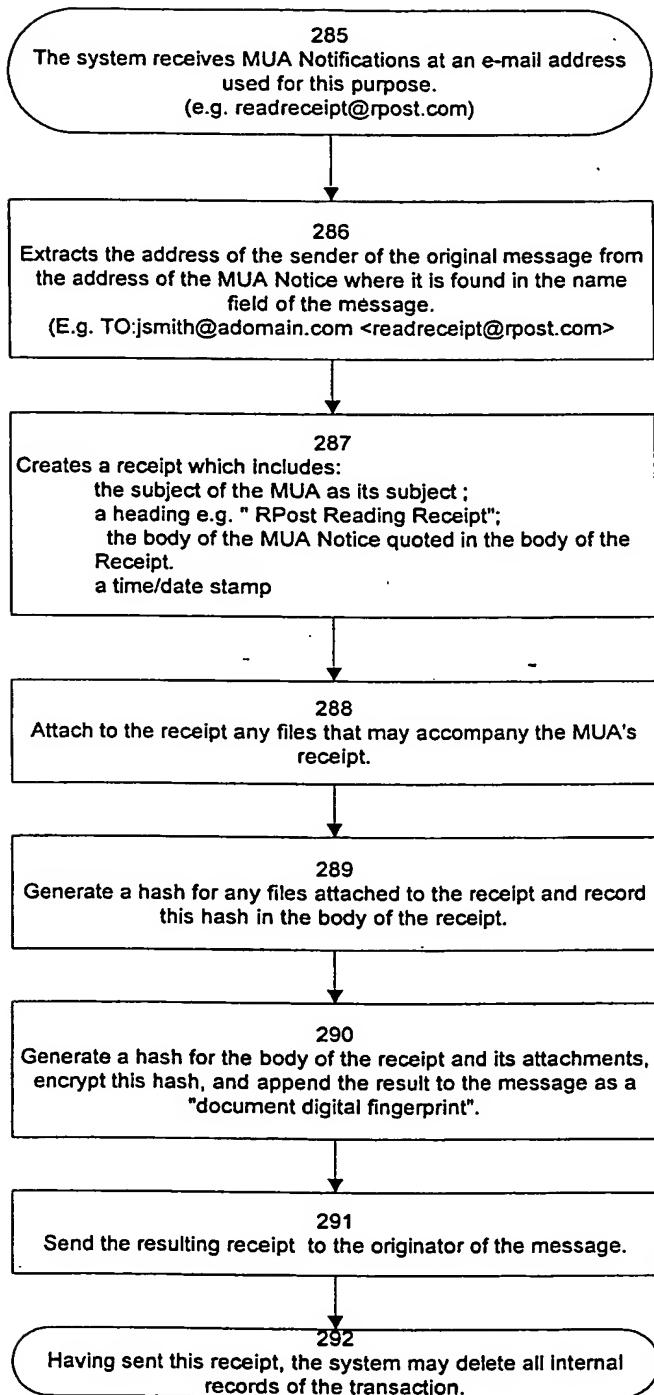 285
The system receives MUA Notifications at an e-mail address
used for this purpose.
(e.g. readreceipt@rpost.com)
286
Extracts the address of the sender of the original message from
the address of the MUA Notice where it is found in the name
field of the message.
(E.g. TO:jsmith@adomain.com <readreceipt@rpost.com>
287
Creates a receipt which includes:
the subject of the MUA as its subject ;
a heading e.g. " RPost Reading Receipt";
the body of the MUA Notice quoted in the body of the
Receipt.
a time/date stamp
288
Attach to the receipt any files that may accompany the MUA's
receipt.
289
Generate a hash for any files attached to the receipt and record
this hash in the body of the receipt.
290
Generate a hash for the body of the receipt and its attachments,
encrypt this hash, and append the result to the message as a
"document digital fingerprint".
291
Send the resulting receipt to the originator of the message.
292
Having sent this receipt, the system may delete all internal
records of the transaction.